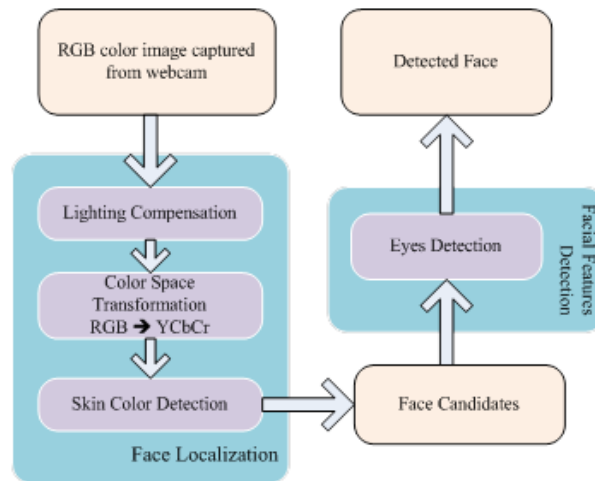 RGB color image captured
from webcam
Lighting Compensation
Color Space
Transformation
RGB ➔ YCbCr
Skin Color Detection
Face Localization
Face Candidates
Eyes Detection
Facial Features
Detection
Detected Face